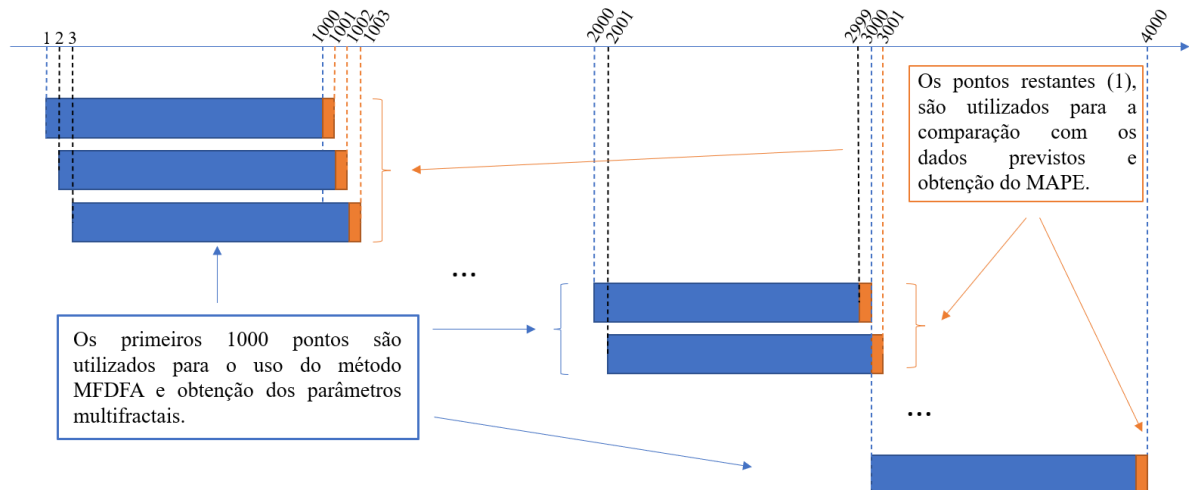 1 2 3
1000
1001
1002
1003
2000
2001
2999
3000
3001
4000
Os pontos restantes (1),
são utilizados para a
comparação com os
dados previstos e
obtenção do MAPE.
...
Os primeiros 1000 pontos são
utilizados para o uso do método
MFDFA e obtenção dos parâmetros
multifractais.
...